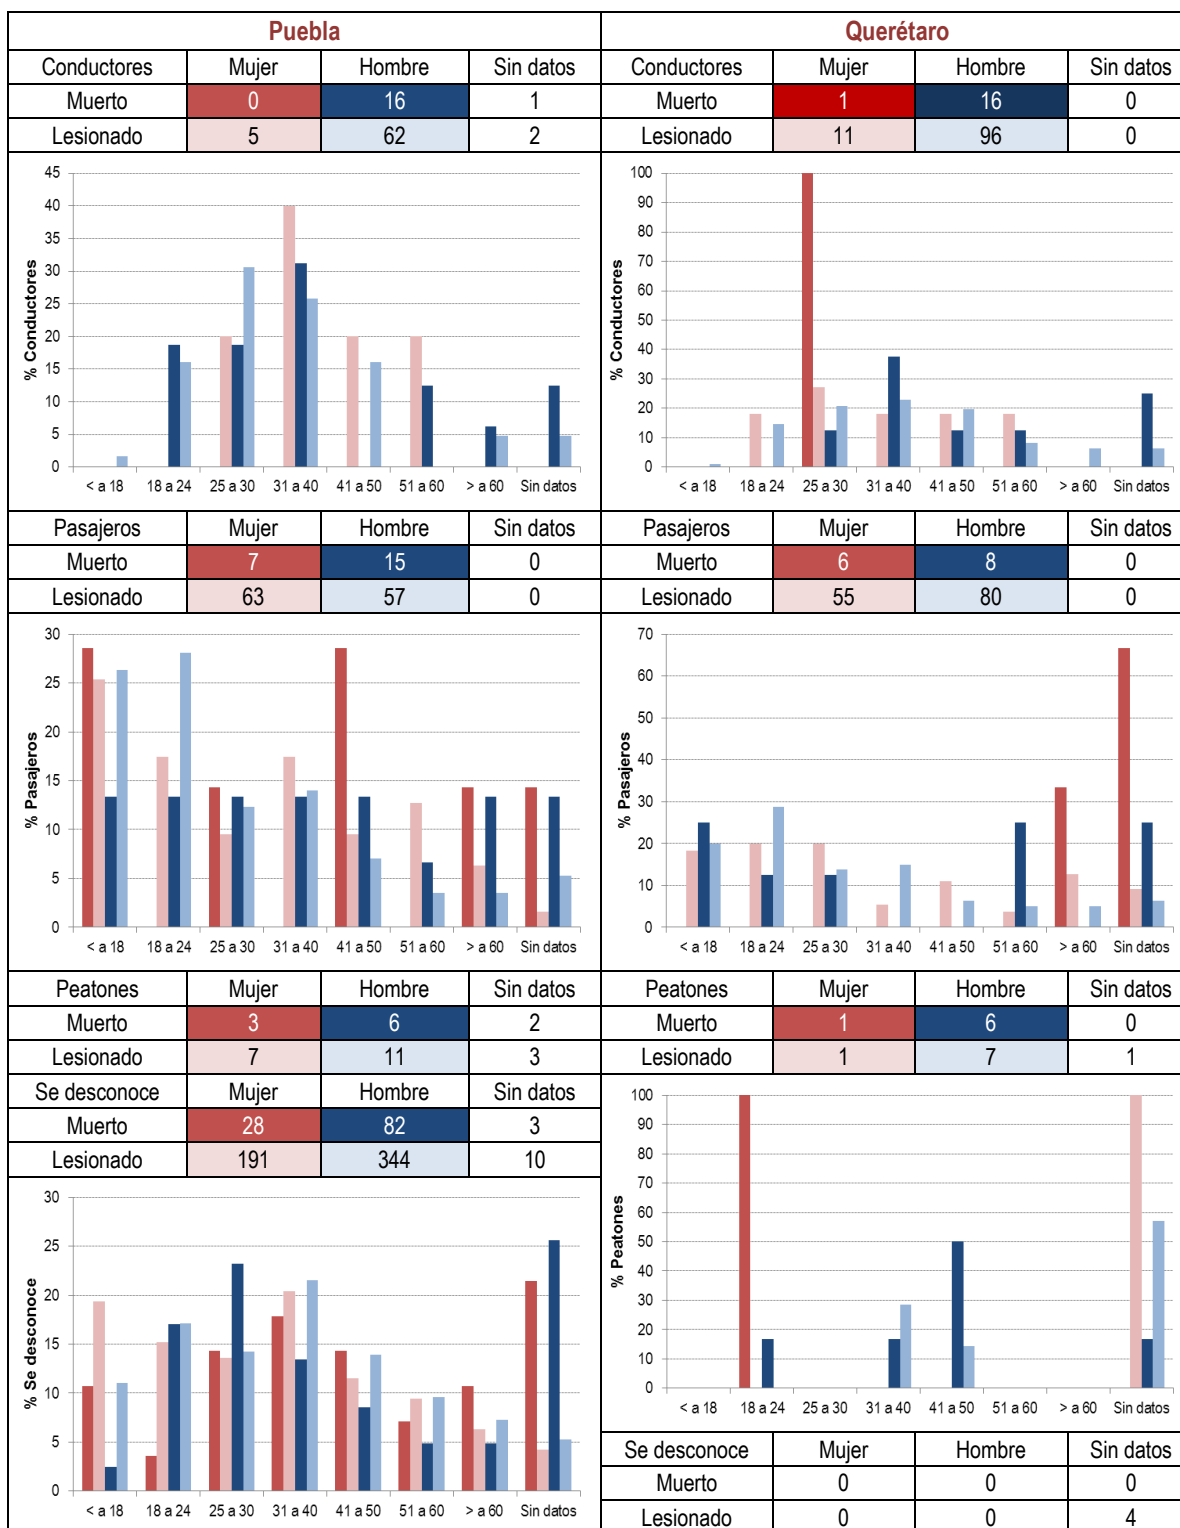 Puebla
Conductores Mujer Hombre Sin datos
Muerto 0 16 1
Lesionado 5 62 2
45
40
35
30
25
20
15
10
5
0
% Conductores
< a 18 18 a 24 25 a 30 31 a 40 41 a 50 51 a 60 > a 60 Sin datos
Pasajeros Mujer Hombre Sin datos
Muerto 7 15 0
Lesionado 63 57 0
30
25
20
15
10
5
0
% Pasajeros
< a 18 18 a 24 25 a 30 31 a 40 41 a 50 51 a 60 > a 60 Sin datos
Peatones Mujer Hombre Sin datos
Muerto 3 6 2
Lesionado 7 11 3
Se desconoce Mujer Hombre Sin datos
Muerto 28 82 3
Lesionado 191 344 10
30
25
20
15
10
5
0
% Se desconoce
< a 18 18 a 24 25 a 30 31 a 40 41 a 50 51 a 60 > a 60 Sin datos
Querétaro
Conductores Mujer Hombre Sin datos
Muerto 1 16 0
Lesionado 11 96 0
100
90
80
70
60
50
40
30
20
10
0
% Conductores
< a 18 18 a 24 25 a 30 31 a 40 41 a 50 51 a 60 > a 60 Sin datos
Pasajeros Mujer Hombre Sin datos
Muerto 6 8 0
Lesionado 55 80 0
70
60
50
40
30
20
10
0
% Pasajeros
< a 18 18 a 24 25 a 30 31 a 40 41 a 50 51 a 60 > a 60 Sin datos
Peatones Mujer Hombre Sin datos
Muerto 1 6 0
Lesionado 1 7 1
100
90
80
70
60
50
40
30
20
10
0
% Peatones
< a 18 18 a 24 25 a 30 31 a 40 41 a 50 51 a 60 > a 60 Sin datos
Se desconoce Mujer Hombre Sin datos
Muerto 0 0 0
Lesionado 0 0 4